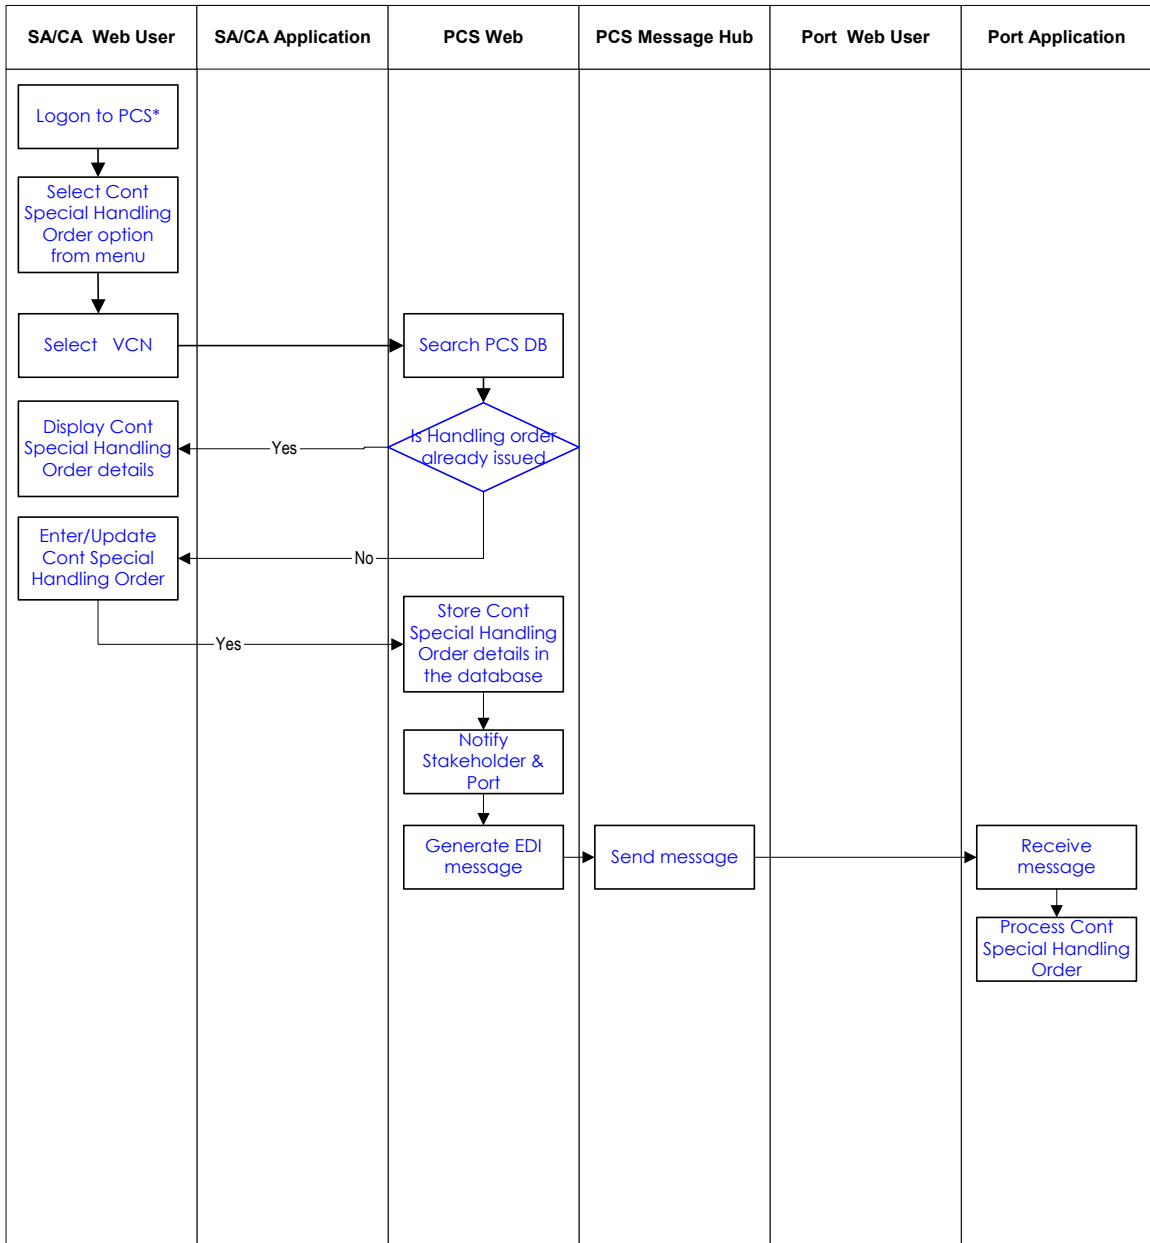 SA/CA Web User
SA/CA Application
PCS Web
PCS Message Hub
Port Web User
Port Application
Logon to PCS*
Select Cont
Special Handling
Order option
from menu
Select VCN
Search PCS DB
Is Handling order
already issued
Yes
Display Cont
Special Handling
Order details
No
Enter/Update
Cont Special
Handling Order
Yes
Store Cont
Special Handling
Order details in
the database
Notify
Stakeholder &
Port
Generate EDI
message
Send message
Receive
message
Process Cont
Special Handling
Order